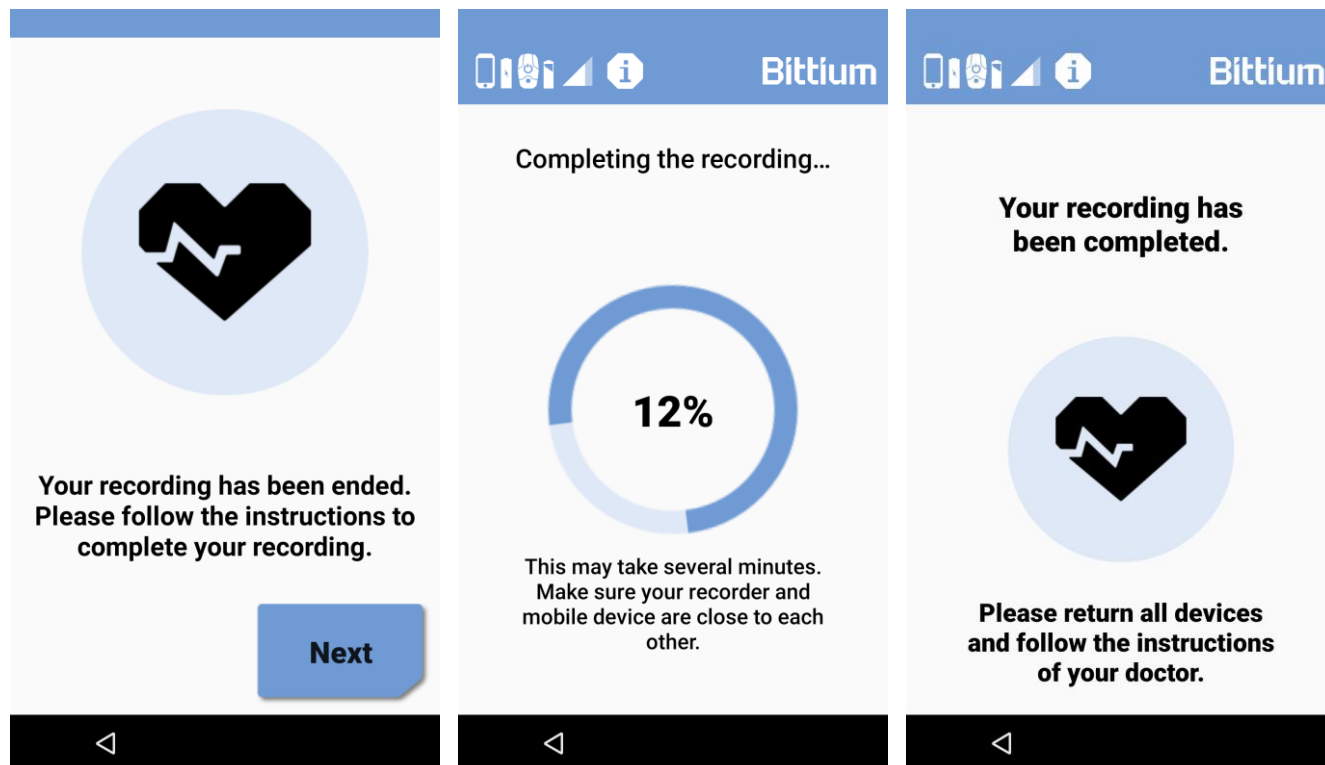 Your recording has been ended.
Please follow the instructions to
complete your recording.
Next
Bittium
Completing the recording...
12%
This may take several minutes.
Make sure your recorder and
mobile device are close to each
other.
Bittium
Your recording has
been completed.
Please return all devices
and follow the instructions
of your doctor.